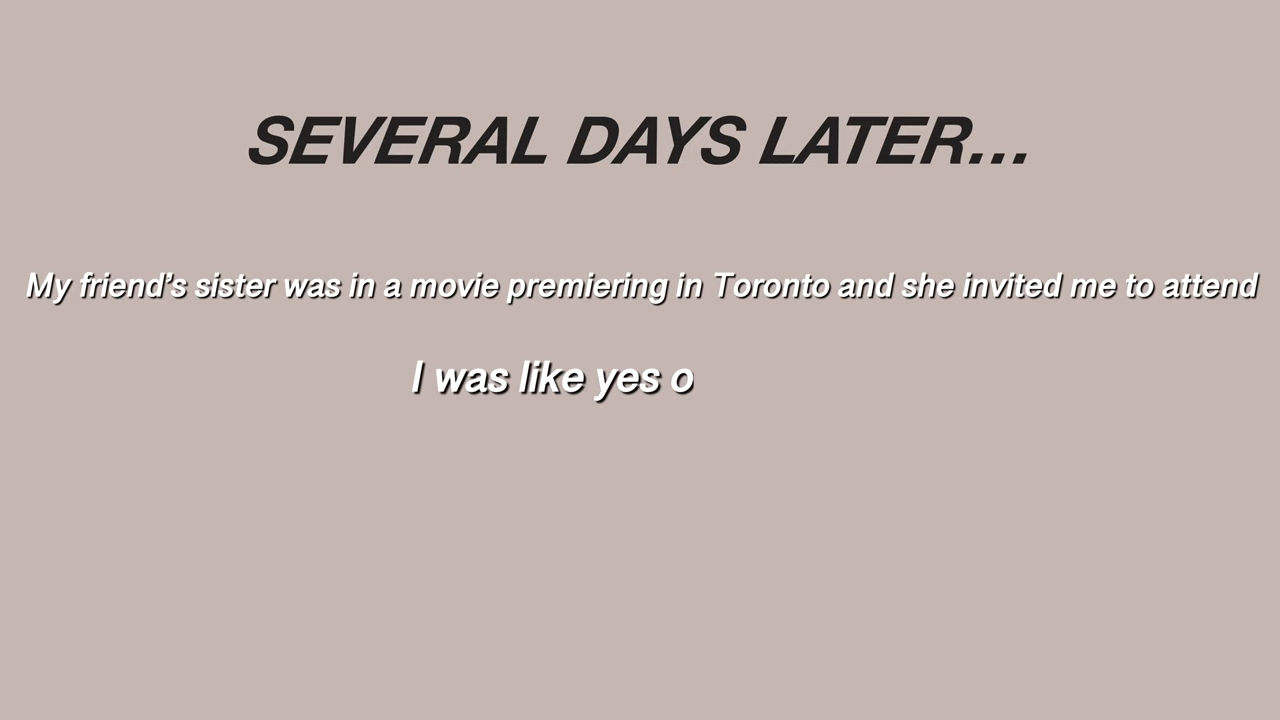 SEVERAL DAYS LATER...
My friend's sister was in a movie premiering in Toronto and she invited me to attend
I was like yes o